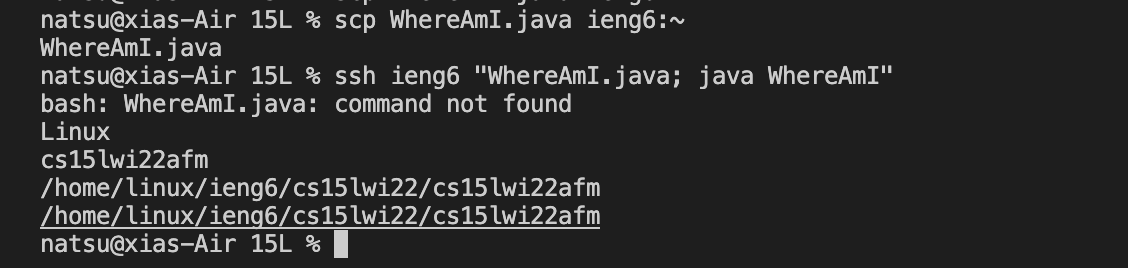 natsu@xias-Air 15L % scp WhereAmI.java ieng6:~
WhereAmI.java
natsu@xias-Air 15L % ssh ieng6 "WhereAmI.java; java WhereAmI"
bash: WhereAmI.java: command not found
Linux
cs15lwi22afm
/home/linux/ieng6/cs15lwi22/cs15lwi22afm
/home/linux/ieng6/cs15lwi22/cs15lwi22afm
natsu@xias-Air 15L %